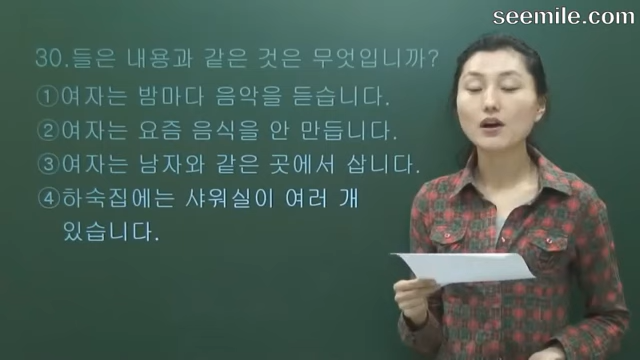 seemile.com
30.들은 내용과 같은 것은 무엇입니까?
①여자는 밤마다 음악을 듣습니다.
②여자는 요즘 음식을 안 만듭니다.
③여자는 남자와 같은 곳에서 삽니다.
④하숙집에는 샤워실이 여러 개
있습니다.